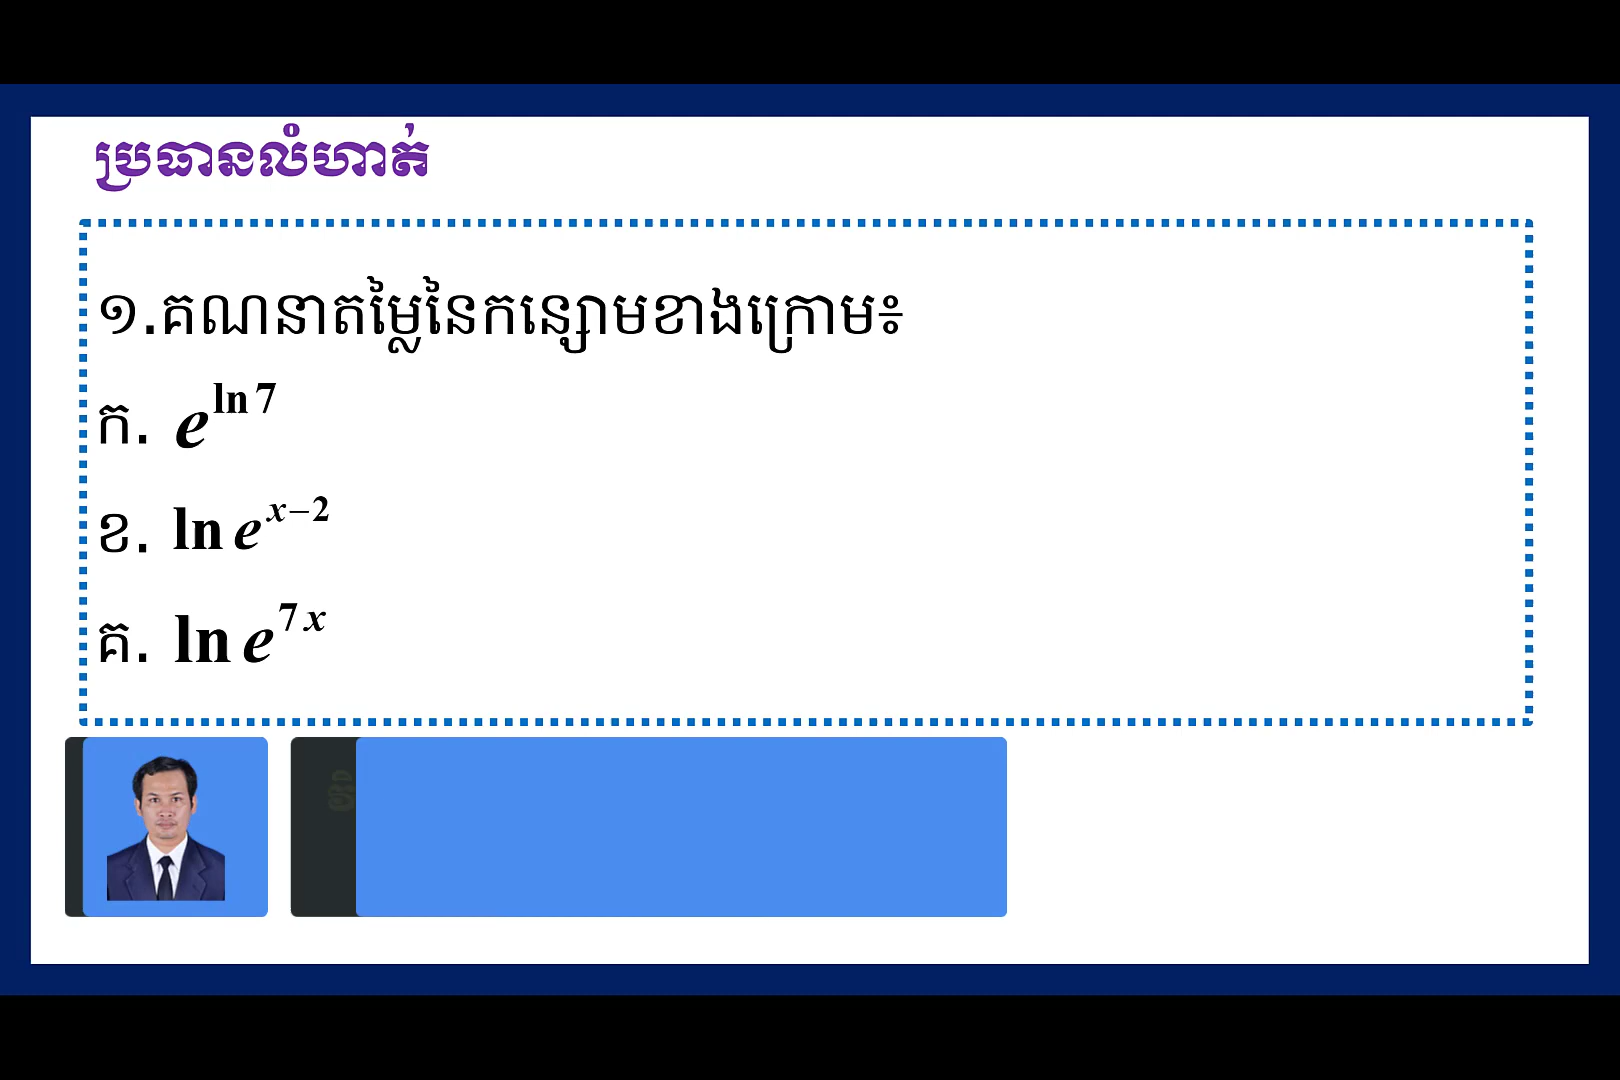 ប្រធានលំហាត់
១.គណនាតម្លៃនៃកន្សោមខាងក្រោម៖
ក. e^{ln 7}
ខ. ln e^{x-2}
គ. ln e^{7x}